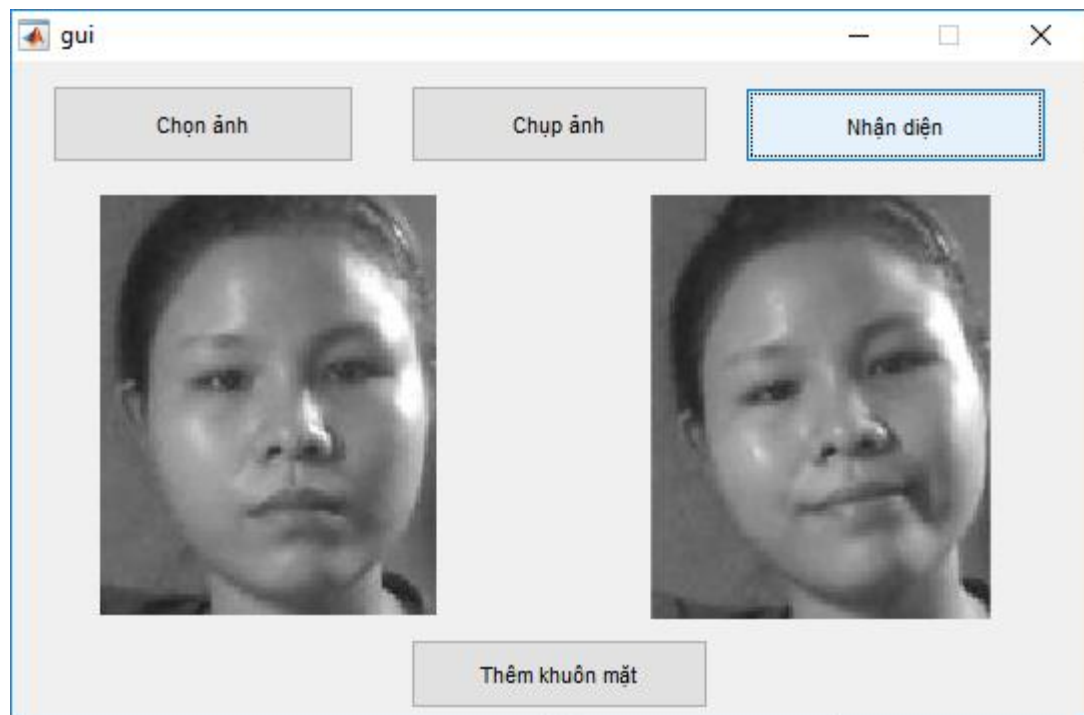 gui
Chọn ảnh
Chụp ảnh
Nhận diện
Thêm khuôn mặt